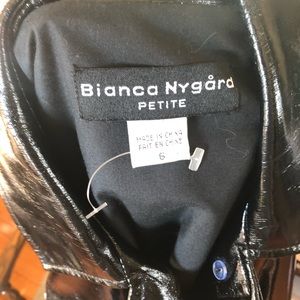 Bianca Nygård
PETITE
MADE IN CHINA
FAIT EN CHINE
6